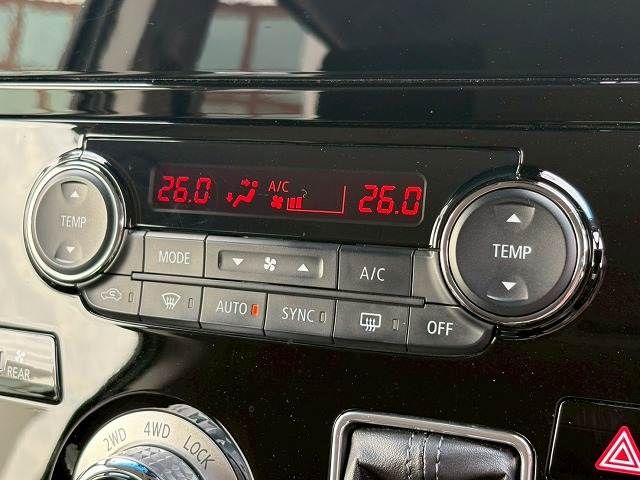 26.0 A/C 26.0
TEMP
MODE
A/C
TEMP
AUTO
SYNC
OFF
REAR
2WD 4WD LOCK